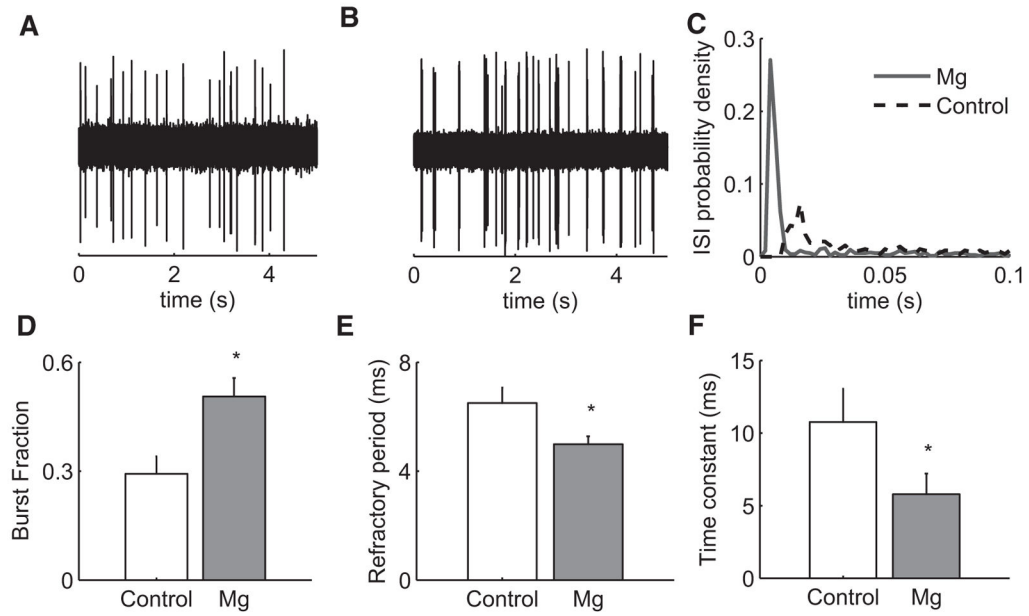 A
B
C
0 2 4
time (s)
0 2 4
time (s)
ISI probability density
0.3
0.2
0.1
0
Mg
Control
0 0.05 0.1
time (s)
D
E
F
Burst Fraction
0.6
0.3
0
*
Control Mg
Refractory period (ms)
8
4
0
*
Control Mg
Time constant (ms)
15
10
5
0
*
Control Mg